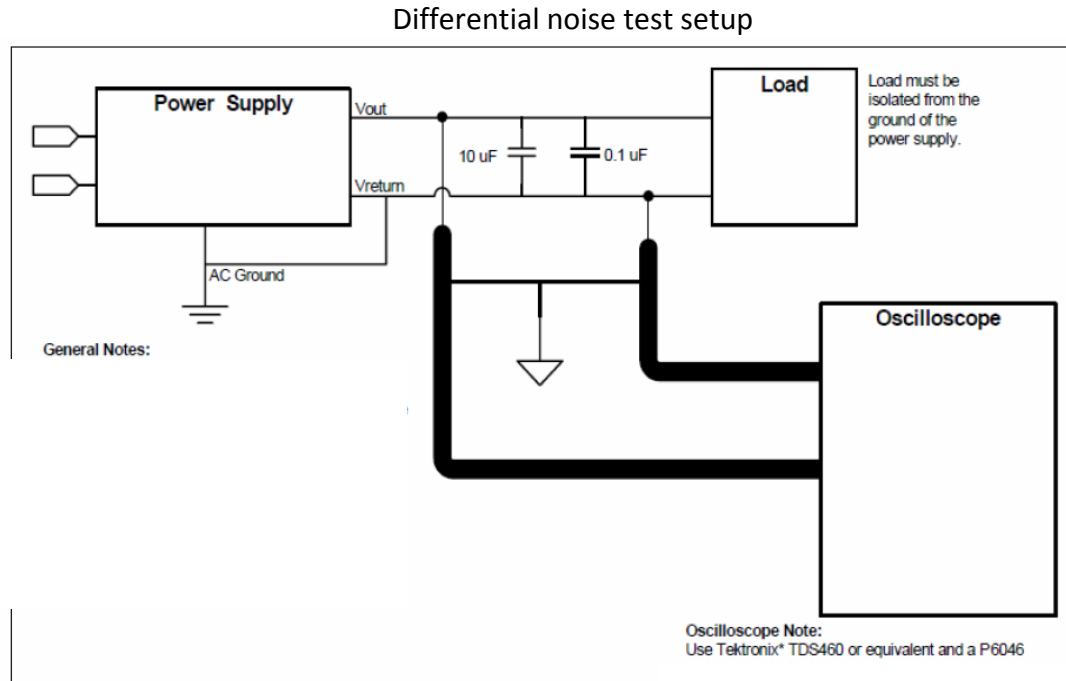 Differential noise test setup
Power Supply
Vout
Load
Load must be
isolated from the
ground of the
power supply.
10 uF
0.1 uF
Vreturn
AC Ground
Oscilloscope
General Notes:
Oscilloscope Note:
Use Tektronix* TDS460 or equivalent and a P6046